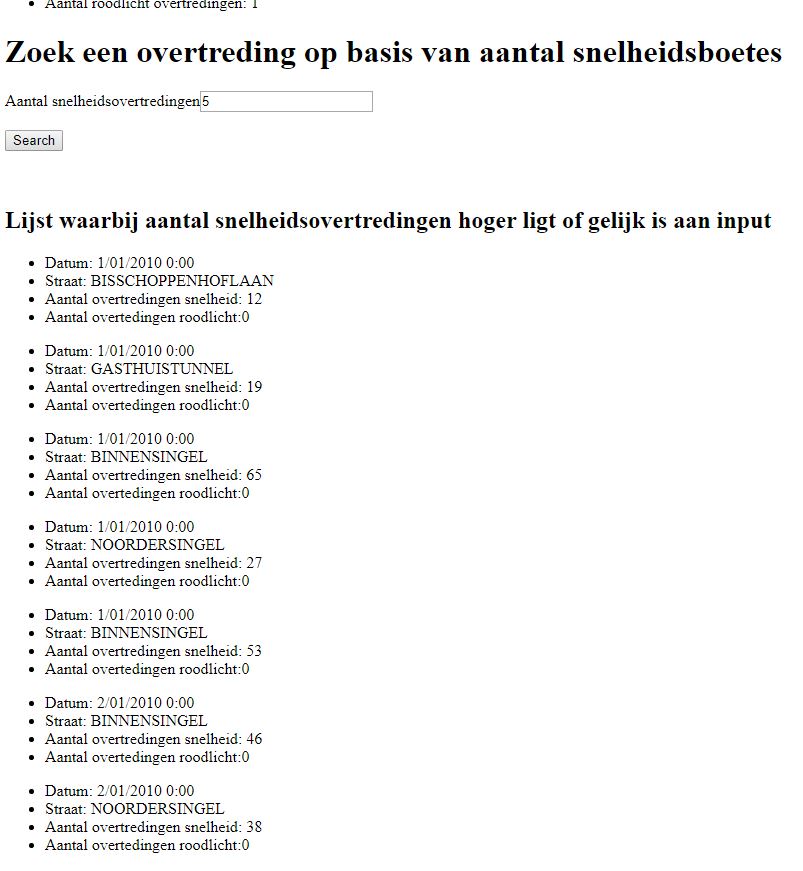 Aantal roodlicht overtredingen: 1
Zoek een overtreding op basis van aantal snelheidsboetes
Aantal snelheidsovertredingen 5
Search
Lijst waarbij aantal snelheidsovertredingen hoger ligt of gelijk is aan input
Datum: 1/01/2010 0:00
Straat: BISSCHOPPENHOFLAAN
Aantal overtredingen snelheid: 12
Aantal overtedingen roodlicht:0
Datum: 1/01/2010 0:00
Straat: GASTHUISTUNNEL
Aantal overtredingen snelheid: 19
Aantal overtedingen roodlicht:0
Datum: 1/01/2010 0:00
Straat: BINNENSINGEL
Aantal overtredingen snelheid: 65
Aantal overtedingen roodlicht:0
Datum: 1/01/2010 0:00
Straat: NOORDERSINGEL
Aantal overtredingen snelheid: 27
Aantal overtedingen roodlicht:0
Datum: 1/01/2010 0:00
Straat: BINNENSINGEL
Aantal overtredingen snelheid: 53
Aantal overtedingen roodlicht:0
Datum: 2/01/2010 0:00
Straat: BINNENSINGEL
Aantal overtredingen snelheid: 46
Aantal overtedingen roodlicht:0
Datum: 2/01/2010 0:00
Straat: NOORDERSINGEL
Aantal overtredingen snelheid: 38
Aantal overtedingen roodlicht:0